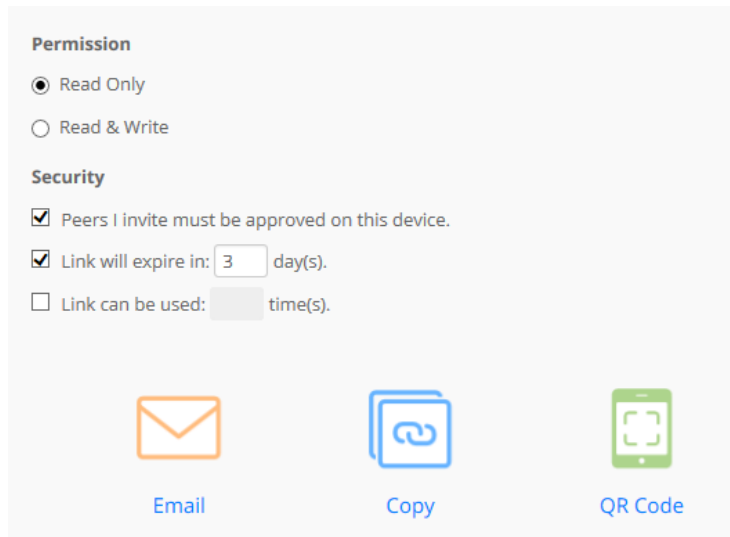 Permission
Read Only
Read & Write
Security
Peers I invite must be approved on this device.
Link will expire in: 3 day(s).
Link can be used: time(s).
Email Copy QR Code